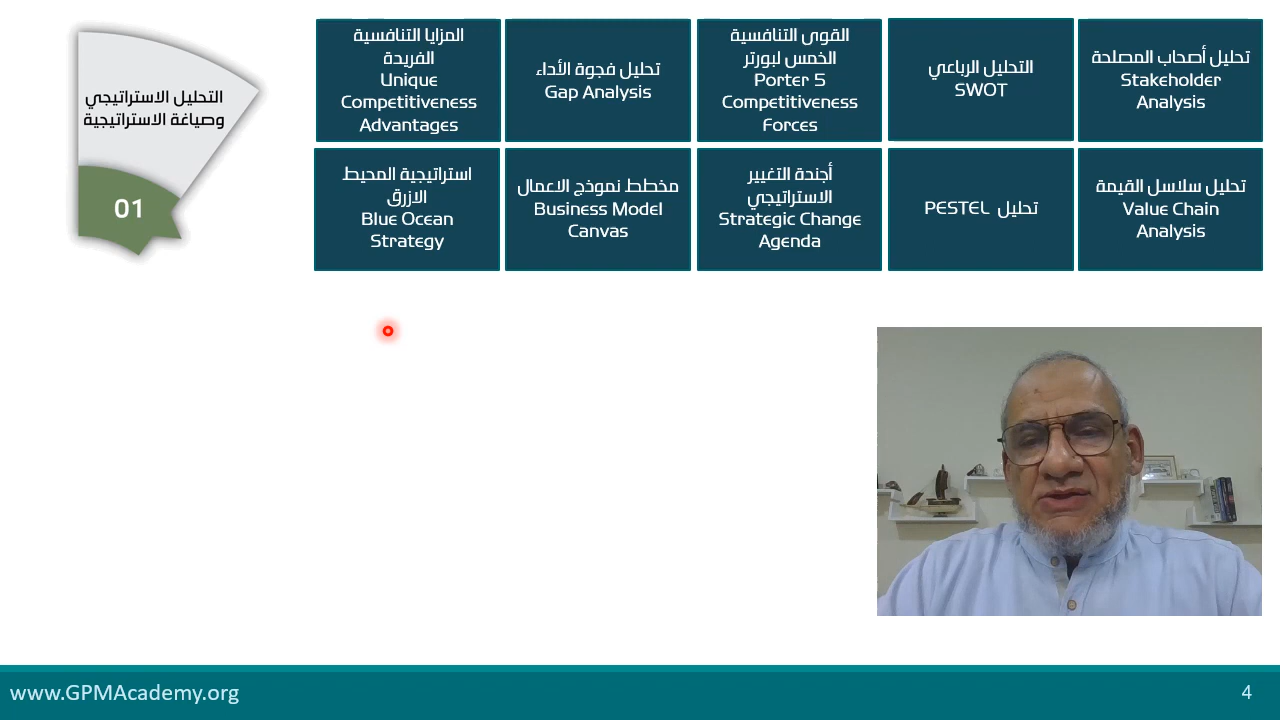 التحليل الاستراتيجي
وصياغة الاستراتيجية
01
تحليل أصحاب المصلحة
Stakeholder
Analysis
التحليل الرباعي
SWOT
القوى التنافسية
الخمس لبورتر
Porter 5
Competitiveness
Forces
تحليل فجوة الأداء
Gap Analysis
المزايا التنافسية
الفريدة
Unique
Competitiveness
Advantages
تحليل سلاسل القيمة
Value Chain
Analysis
تحليل PESTEL
أجندة التغيير
الاستراتيجي
Strategic Change
Agenda
مخطط نموذج الاعمال
Business Model
Canvas
استراتيجية المحيط
الازرق
Blue Ocean
Strategy
www.GPMAcademy.org
4